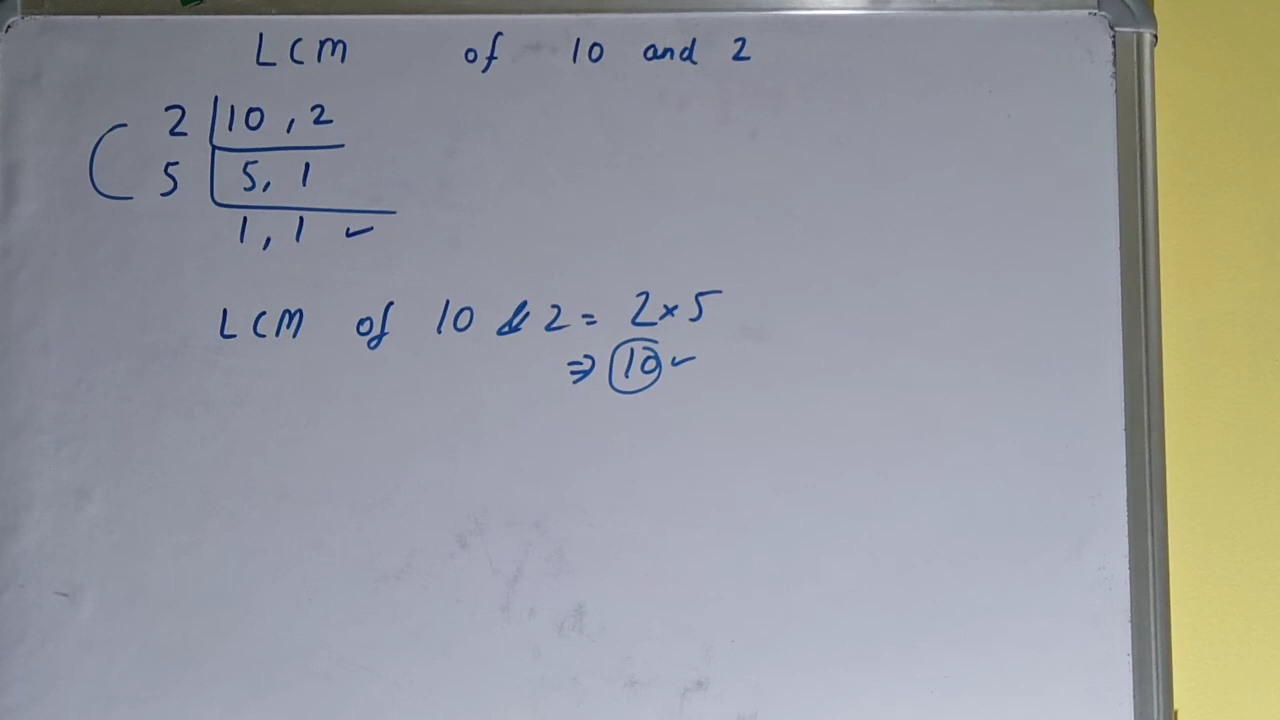 LCM of 10 and 2
2 | 10 , 2
5 | 5, 1
1 , 1 ✓
LCM of 10 & 2 = 2 × 5
⇒ 10 ✓